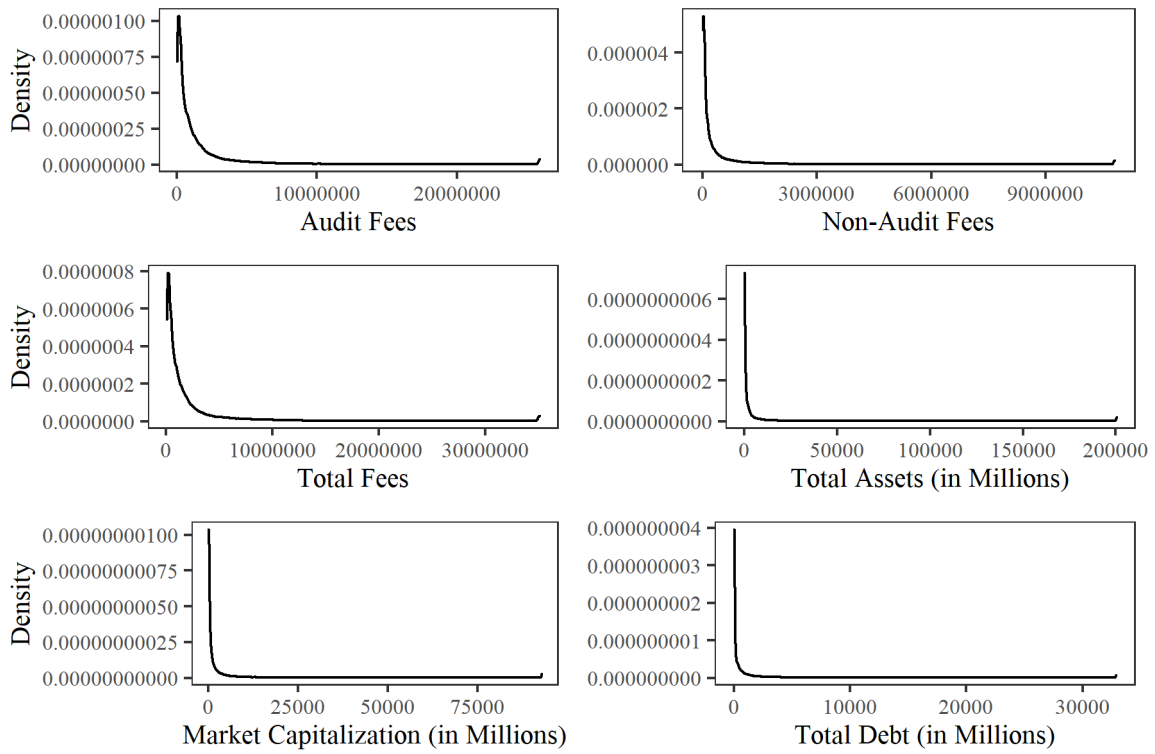 Density
0.00000100
0.00000075
0.00000050
0.00000025
0.00000000
0 10000000 20000000
Audit Fees
0.000004
0.000002
0.000000
0 3000000 6000000 9000000
Non-Audit Fees
Density
0.0000008
0.0000006
0.0000004
0.0000002
0.0000000
0 10000000 20000000 30000000
Total Fees
0.0000000006
0.0000000004
0.0000000002
0.0000000000
0 50000 100000 150000 200000
Total Assets (in Millions)
Density
0.00000000100
0.00000000075
0.00000000050
0.00000000025
0.00000000000
0 25000 50000 75000
Market Capitalization (in Millions)
0.000000004
0.000000003
0.000000002
0.000000001
0.000000000
0 10000 20000 30000
Total Debt (in Millions)